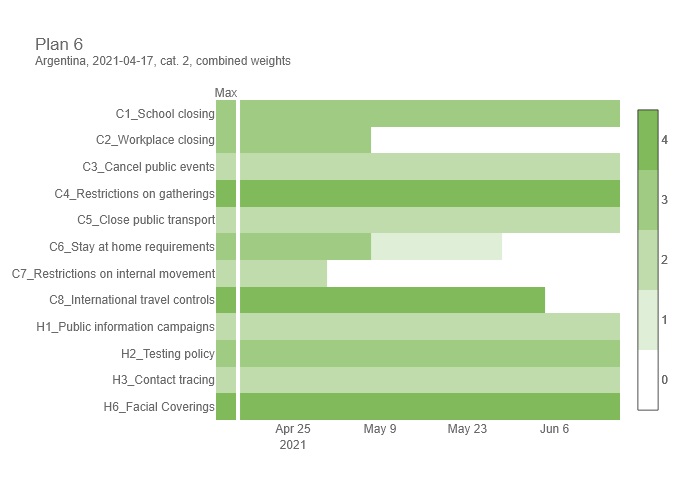 Plan 6
Argentina, 2021-04-17, cat. 2, combined weights
Max
C1_School closing
C2_Workplace closing
C3_Cancel public events
C4_Restrictions on gatherings
C5_Close public transport
C6_Stay at home requirements
C7_Restrictions on internal movement
C8_International travel controls
H1_Public information campaigns
H2_Testing policy
H3_Contact tracing
H6_Facial Coverings
Apr 25 May 9 May 23 Jun 6
2021
4
3
2
1
0